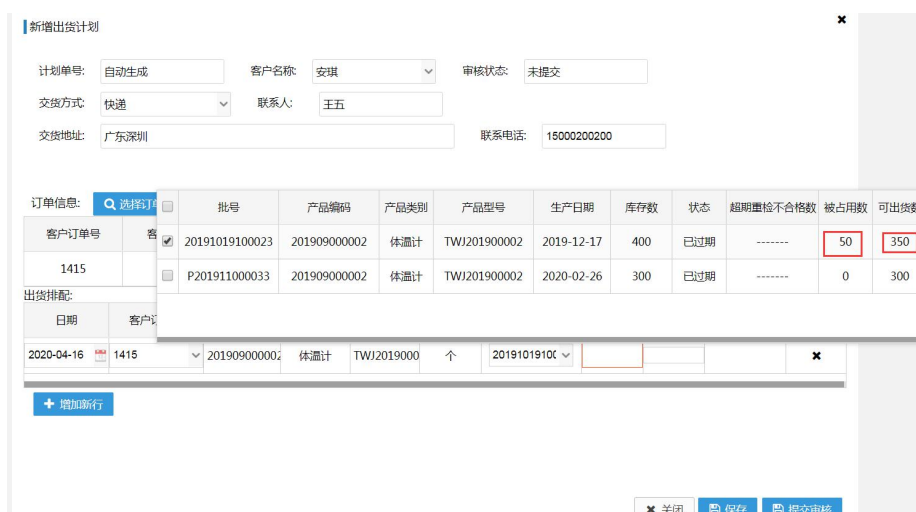 新增出货计划
计划单号: 自动生成 客户名称: 安琪 审核状态: 未提交
交货方式: 快递 联系人: 王五
交货地址: 广东深圳 联系电话: 15000200200
订单信息: 选择订单
批号 产品编码 产品类别 产品型号 生产日期 库存数 状态 超期重检不合格数 被占用数 可出货数
客户订单号 客
20191019100023 201909000002 体温计 TWJ201900002 2019-12-17 400 已过期 ------- 50 350
1415
P201911000033 201909000002 体温计 TWJ201900002 2020-02-26 300 已过期 ------- 0 300
出货排配:
日期 客户订
2020-04-16 1415 201909000002 体温计 TWJ2019000 个 2019101910
增加新行
关闭 保存 提交审核